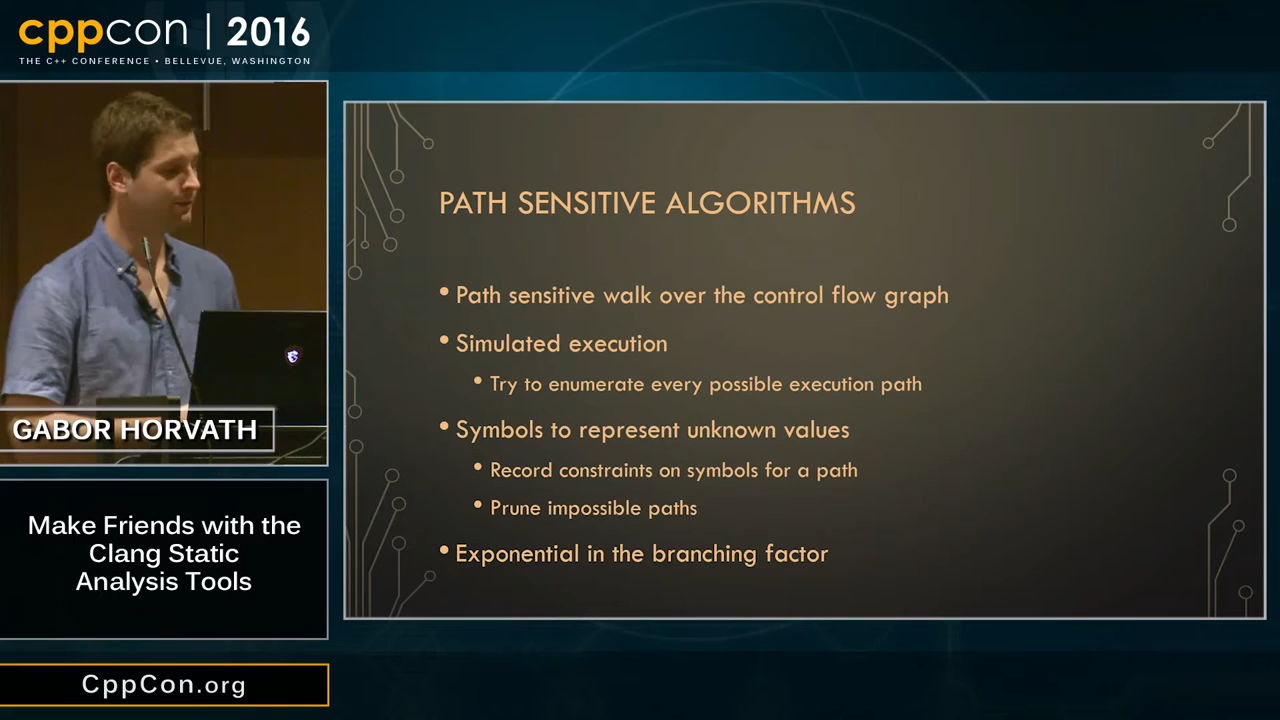 cppcon | 2016
THE C++ CONFERENCE • BELLEVUE, WASHINGTON
GABOR HORVATH
Make Friends with the
Clang Static
Analysis Tools
CppCon.org
PATH SENSITIVE ALGORITHMS
• Path sensitive walk over the control flow graph
• Simulated execution
• Try to enumerate every possible execution path
• Symbols to represent unknown values
• Record constraints on symbols for a path
• Prune impossible paths
• Exponential in the branching factor